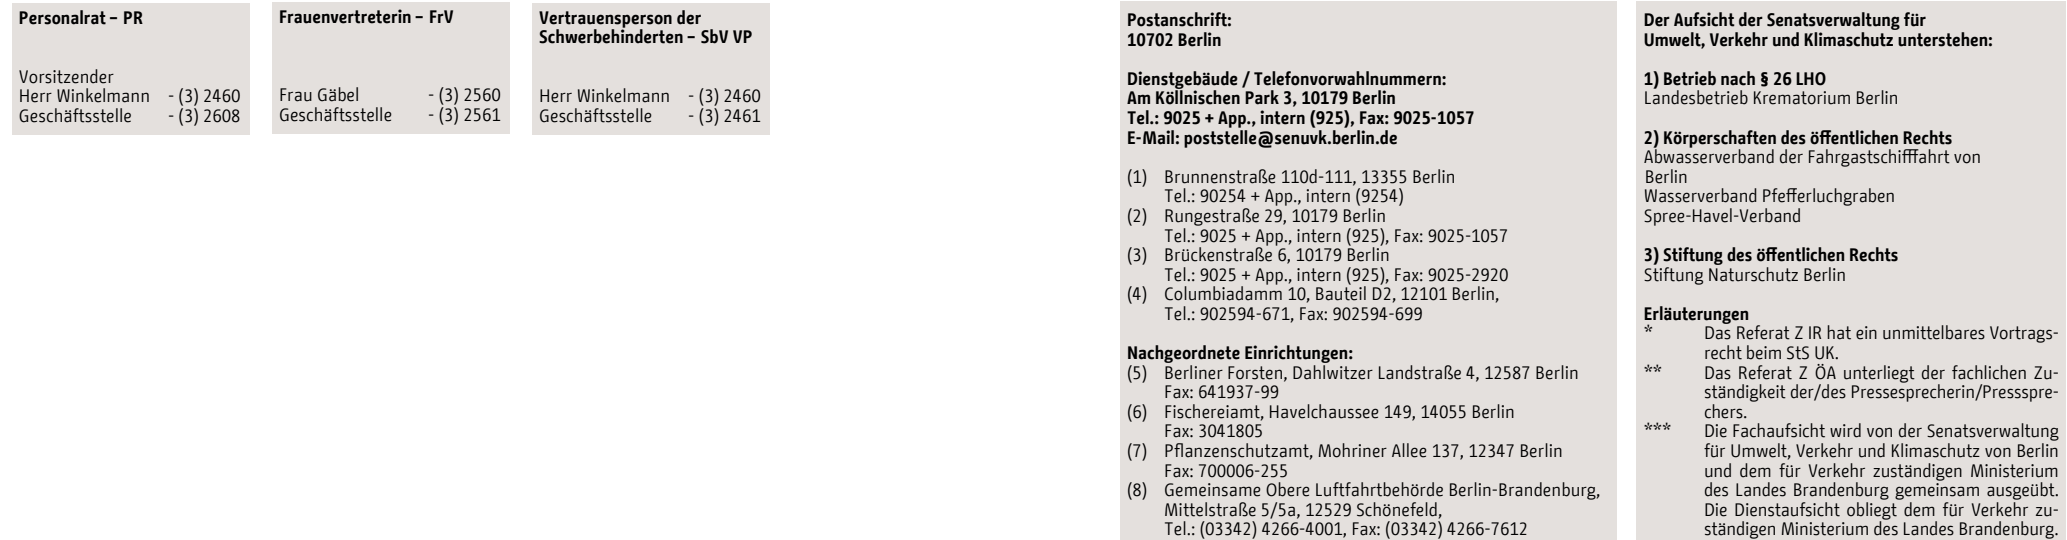 Personalrat – PR
Vorsitzender
Herr Winkelmann - (3) 2460
Geschäftsstelle - (3) 2608
Frauenvertreterin – FrV
Frau Gäbel - (3) 2560
Geschäftsstelle - (3) 2561
Vertrauensperson der
Schwerbehinderten – SbV VP
Herr Winkelmann - (3) 2460
Geschäftsstelle - (3) 2461
Postanschrift:
10702 Berlin
Dienstgebäude / Telefonvorwahlnummern:
Am Köllnischen Park 3, 10179 Berlin
Tel.: 9025 + App., intern (925), Fax: 9025-1057
E-Mail: poststelle@senuvk.berlin.de
(1) Brunnenstraße 110d-111, 13355 Berlin
Tel.: 90254 + App., intern (9254)
(2) Rungestraße 29, 10179 Berlin
Tel.: 9025 + App., intern (925), Fax: 9025-1057
(3) Brückenstraße 6, 10179 Berlin
Tel.: 9025 + App., intern (925), Fax: 9025-2920
(4) Columbiadamm 10, Bauteil D2, 12101 Berlin,
Tel.: 902594-671, Fax: 902594-699
Nachgeordnete Einrichtungen:
(5) Berliner Forsten, Dahlwitzer Landstraße 4, 12587 Berlin
Fax: 641937-99
(6) Fischereiamt, Havelchaussee 149, 14055 Berlin
Fax: 3041805
(7) Pflanzenschutzamt, Mohriner Allee 137, 12347 Berlin
Fax: 700006-255
(8) Gemeinsame Obere Luftfahrtbehörde Berlin-Brandenburg,
Mittelstraße 5/5a, 12529 Schönefeld,
Tel.: (03342) 4266-4001, Fax: (03342) 4266-7612
Der Aufsicht der Senatsverwaltung für
Umwelt, Verkehr und Klimaschutz unterstehen:
1) Betrieb nach § 26 LHO
Landesbetrieb Krematorium Berlin
2) Körperschaften des öffentlichen Rechts
Abwasserverband der Fahrgastschifffahrt von
Berlin
Wasserverband Pfefferluchgraben
Spree-Havel-Verband
3) Stiftung des öffentlichen Rechts
Stiftung Naturschutz Berlin
Erläuterungen
* Das Referat Z IR hat ein unmittelbares Vortrags-
recht beim StS UK.
** Das Referat Z ÖA unterliegt der fachlichen Zu-
ständigkeit der/des Pressesprecherin/Presssspre-
chers.
*** Die Fachaufsicht wird von der Senatsverwaltung
für Umwelt, Verkehr und Klimaschutz von Berlin
und dem für Verkehr zuständigen Ministerium
des Landes Brandenburg gemeinsam ausgeübt.
Die Dienstaufsicht obliegt dem für Verkehr zu-
ständigen Ministerium des Landes Brandenburg.